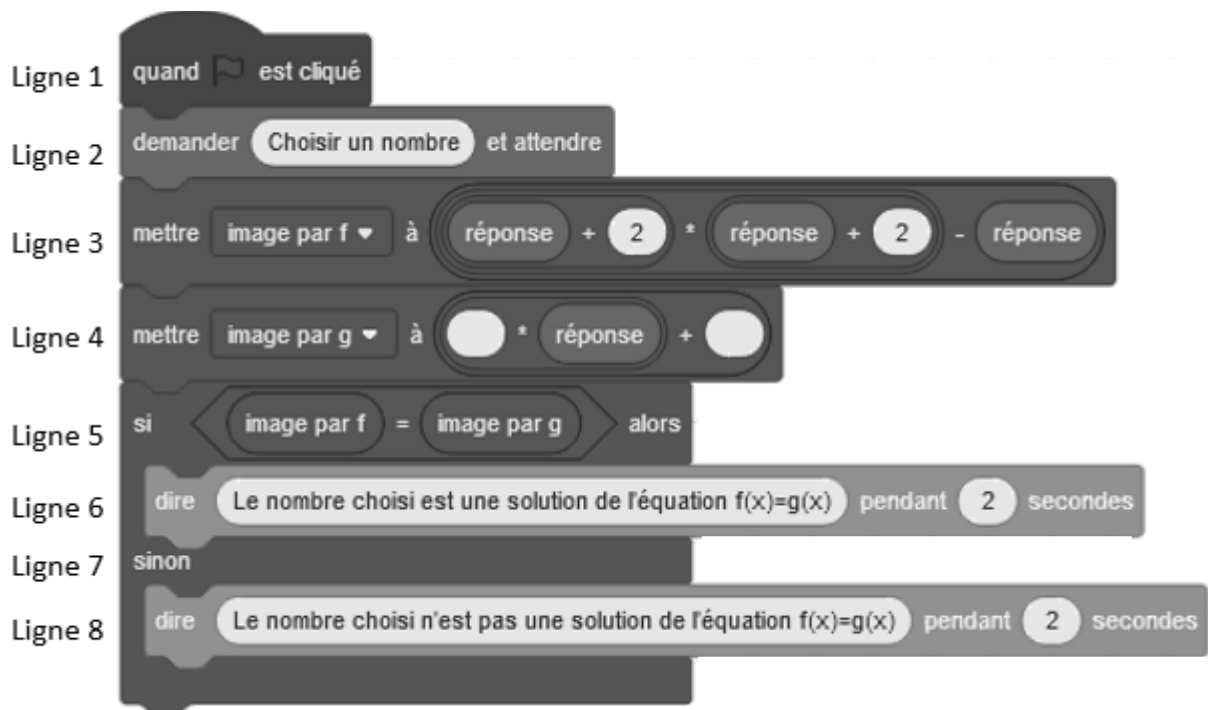 Ligne 1 quand est cliqué
Ligne 2 demander Choisir un nombre et attendre
Ligne 3 mettre image par f à réponse + 2 * réponse + 2 - réponse
Ligne 4 mettre image par g à * réponse +
Ligne 5 si image par f = image par g alors
Ligne 6 dire Le nombre choisi est une solution de l'équation f(x)=g(x) pendant 2 secondes
Ligne 7 sinon
Ligne 8 dire Le nombre choisi n'est pas une solution de l'équation f(x)=g(x) pendant 2 secondes